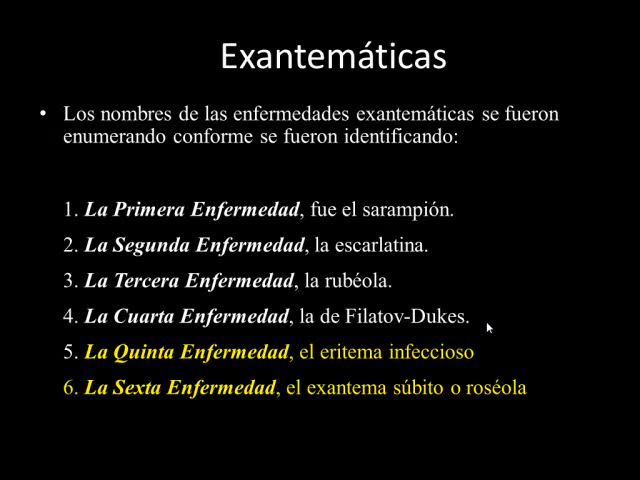 Exantemáticas
• Los nombres de las enfermedades exantemáticas se fueron
enumerando conforme se fueron identificando:
1. La Primera Enfermedad, fue el sarampión.
2. La Segunda Enfermedad, la escarlatina.
3. La Tercera Enfermedad, la rubéola.
4. La Cuarta Enfermedad, la de Filatov-Dukes.
5. La Quinta Enfermedad, el eritema infeccioso
6. La Sexta Enfermedad, el exantema súbito o roséola